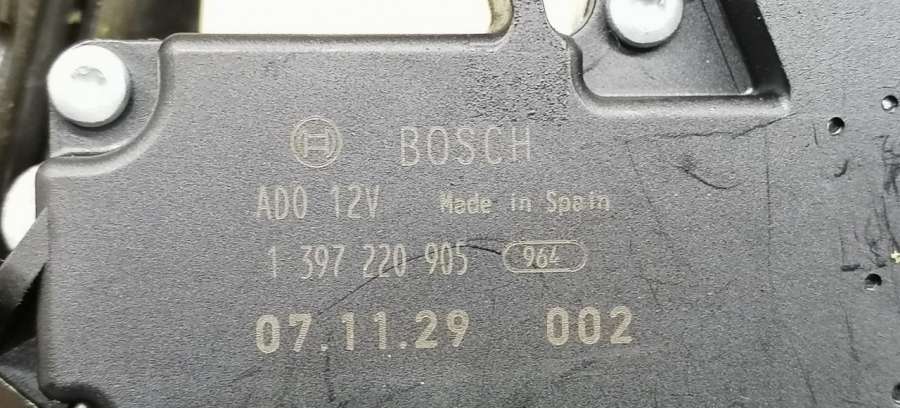 BOSCH
ADO 12V Made in Spain
1 397 220 905 964
07.11.29 002